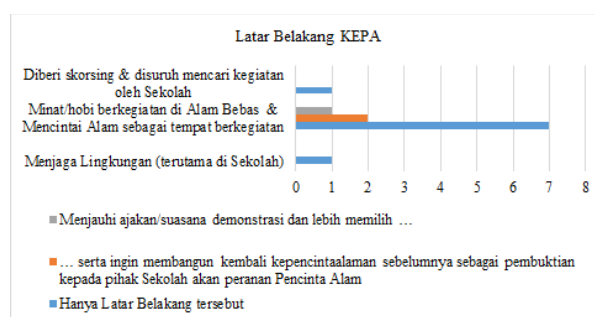 Latar Belakang KEPA
Diberi skorsing & disuruh mencari kegiatan
oleh Sekolah
Minat/hobi berkegiatan di Alam Bebas &
Mencintai Alam sebagai tempat berkegiatan
Menjaga Lingkungan (terutama di Sekolah)
0 1 2 3 4 5 6 7 8
Menjauhi ajakan/suasana demonstrasi dan lebih memilih …
… serta ingin membangun kembali kepencintaalaman sebelumnya sebagai pembuktian
kepada pihak Sekolah akan peranan Pencinta Alam
Hanya Latar Belakang tersebut